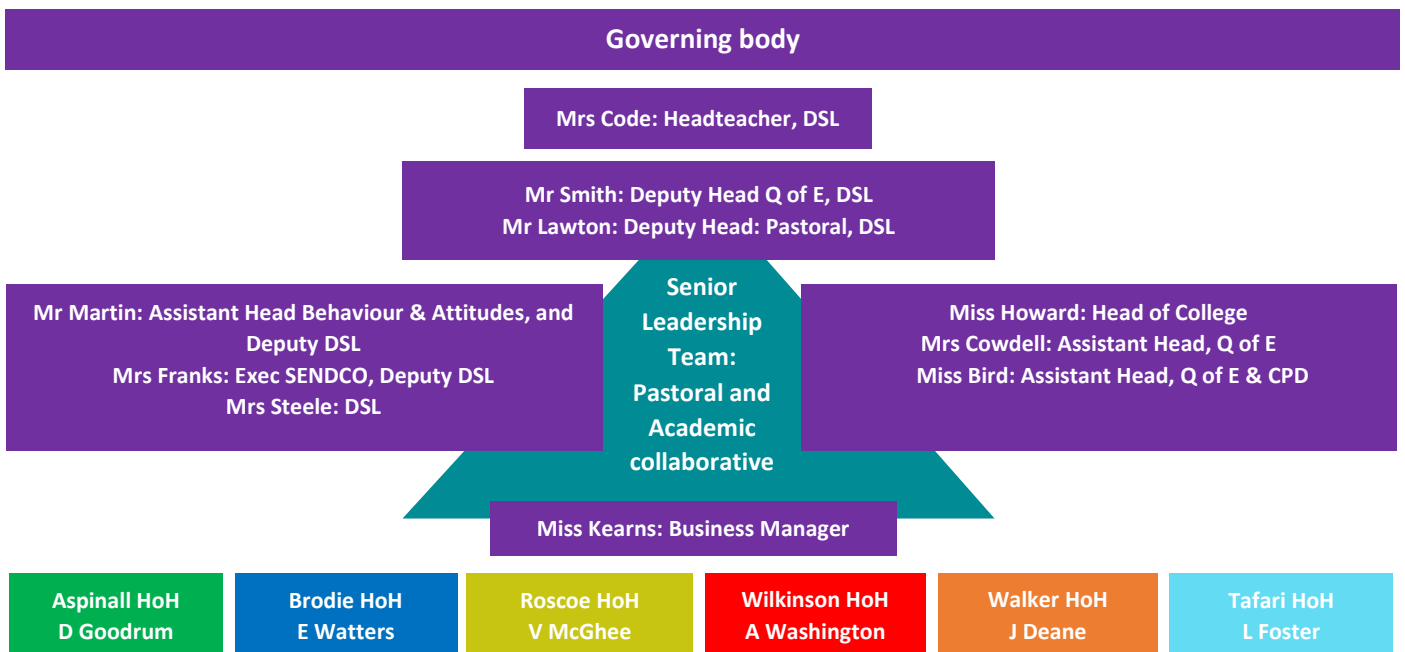 Governing body
Mrs Code: Headteacher, DSL
Mr Smith: Deputy Head Q of E, DSL
Mr Lawton: Deputy Head: Pastoral, DSL
Mr Martin: Assistant Head Behaviour & Attitudes, and
Deputy DSL
Mrs Franks: Exec SENDCO, Deputy DSL
Mrs Steele: DSL
Senior
Leadership
Team:
Pastoral and
Academic
collaborative
Miss Howard: Head of College
Mrs Cowdell: Assistant Head, Q of E
Miss Bird: Assistant Head, Q of E & CPD
Miss Kearns: Business Manager
Aspinall HoH
D Goodrum
Brodie HoH
E Watters
Roscoe HoH
V McGhee
Wilkinson HoH
A Washington
Walker HoH
J Deane
Tafari HoH
L Foster